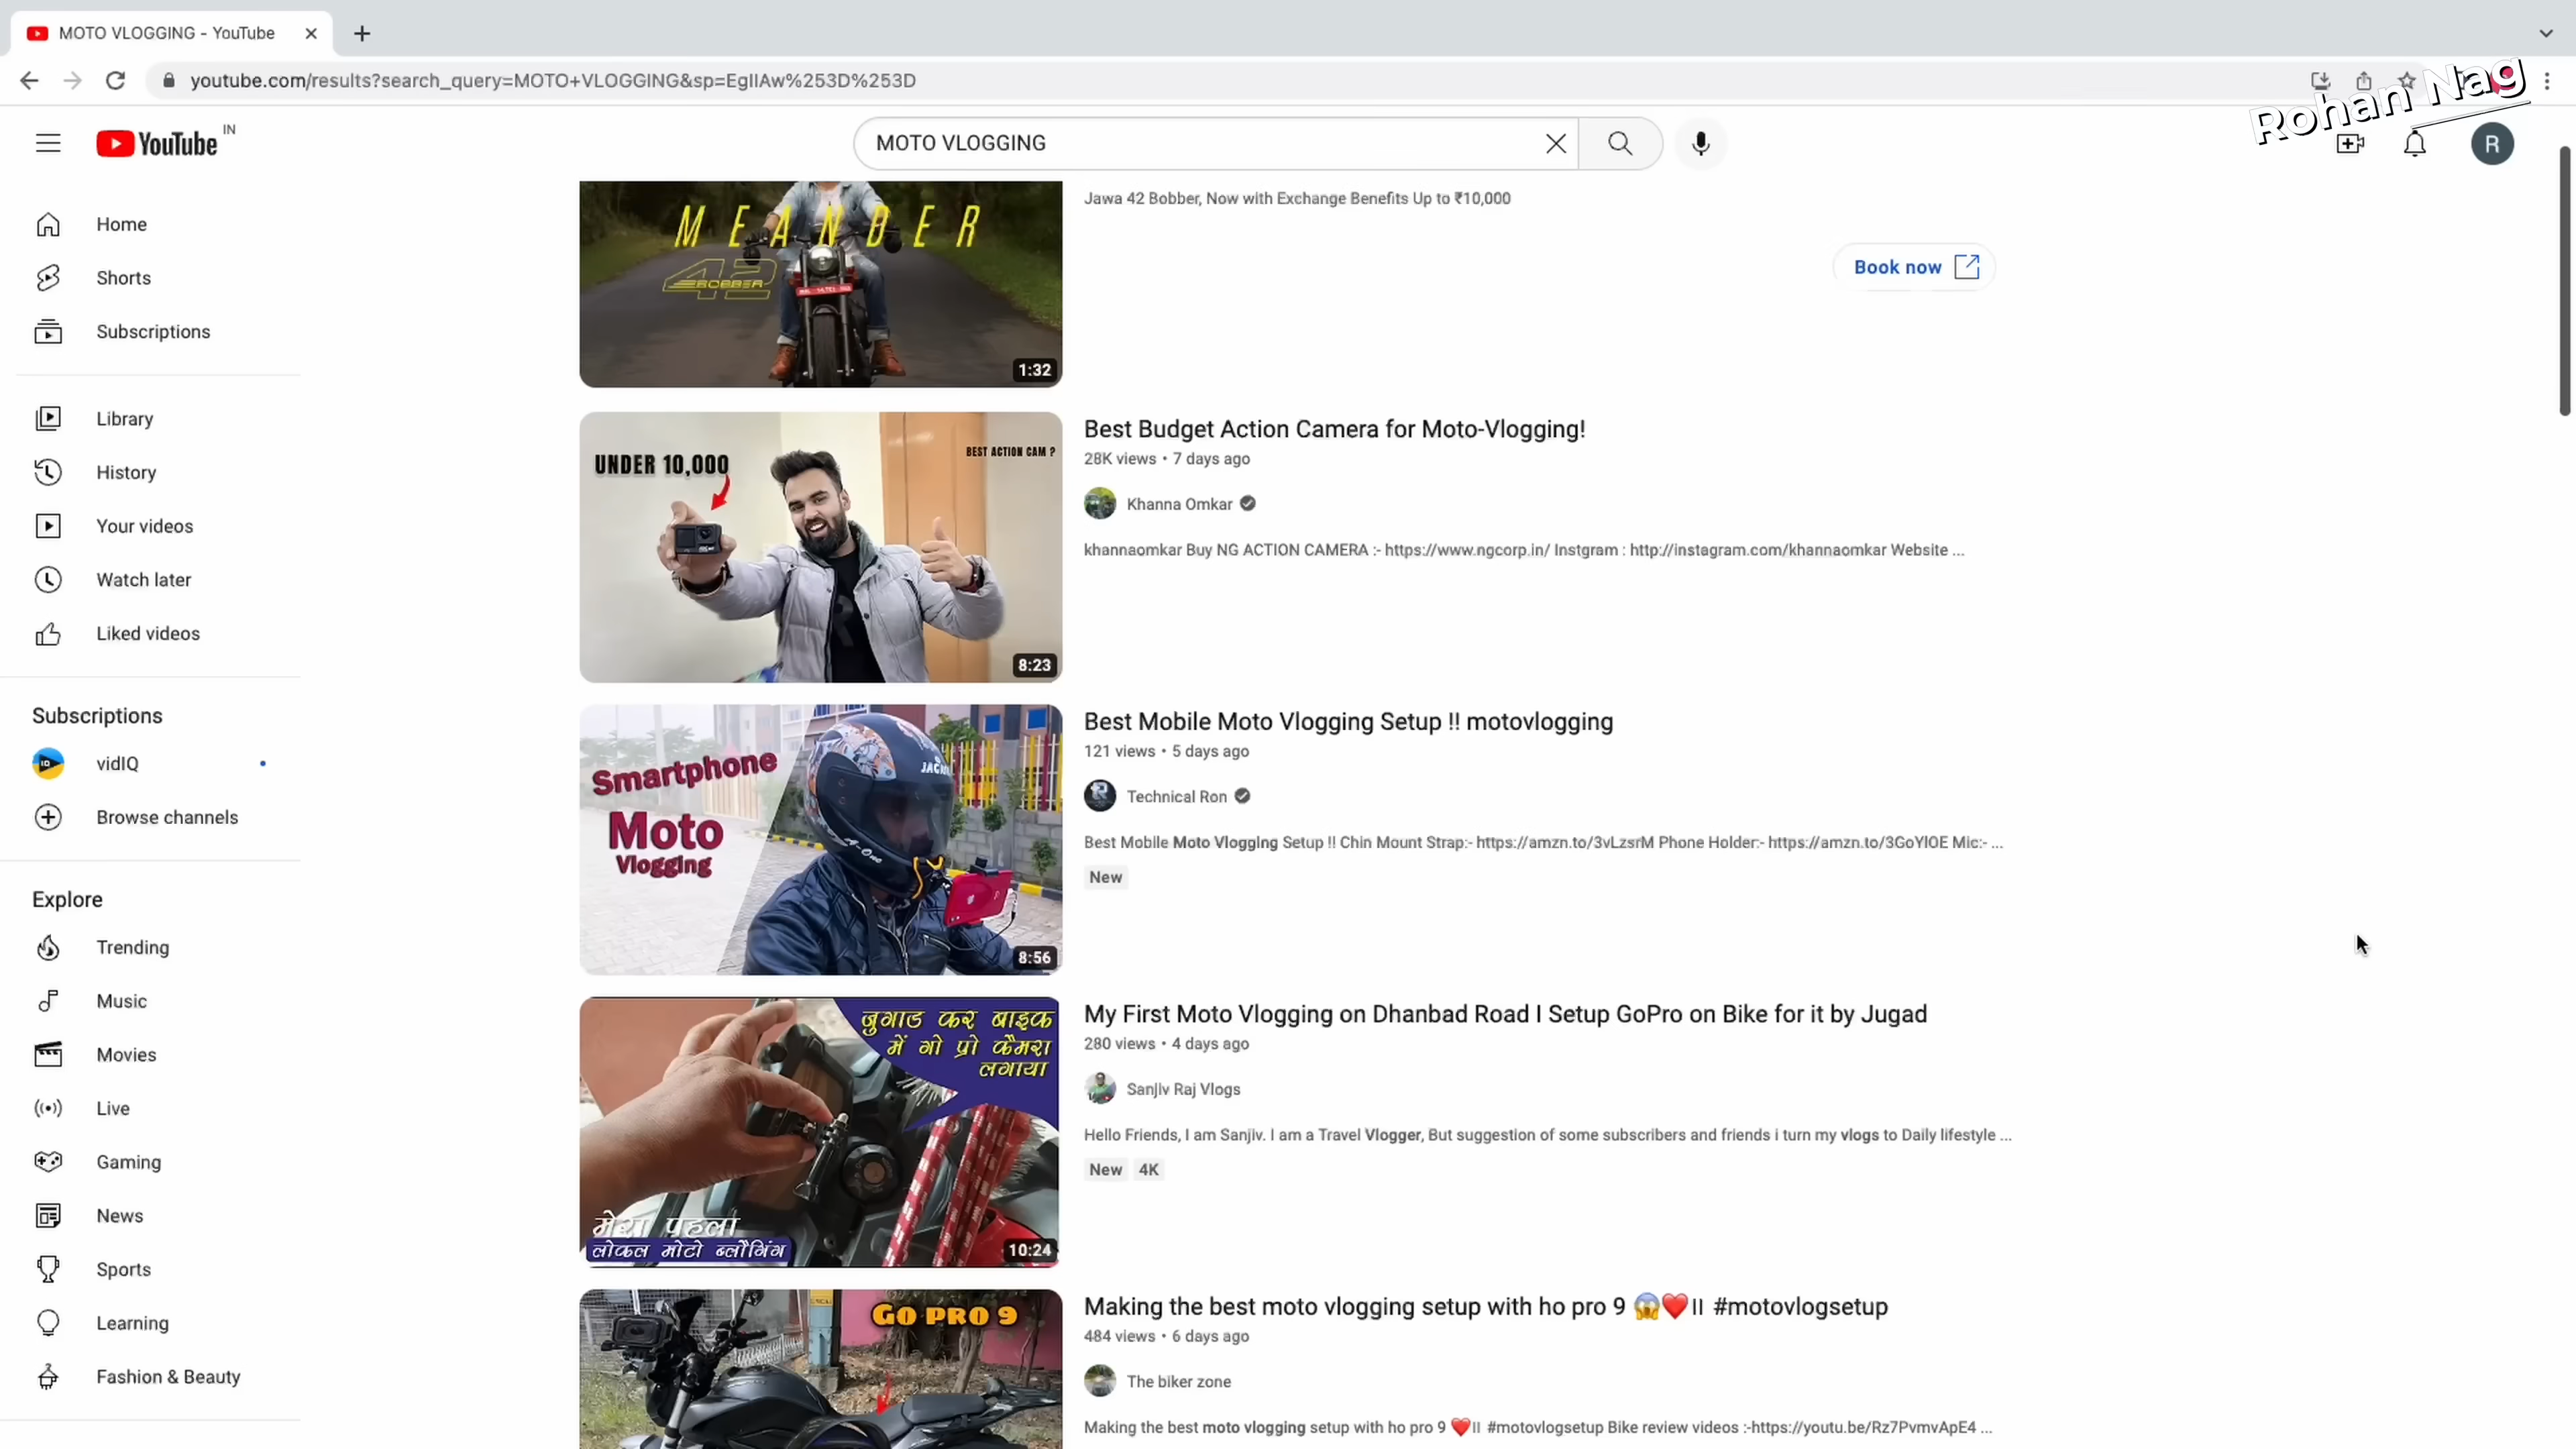 MOTO VLOGGING - YouTube
youtube.com/results?search_query=MOTO+VLOGGING&sp=EgIIAw%253D%253D
Rohan Nag
YouTube IN
MOTO VLOGGING
R
Home
Shorts
Subscriptions
Library
History
Your videos
Watch later
Liked videos
Subscriptions
vidIQ
Browse channels
Explore
Trending
Music
Movies
Live
Gaming
News
Sports
Learning
Fashion & Beauty
MEANDER
42
BOBBER
1:32
Jawa 42 Bobber, Now with Exchange Benefits Up to ₹10,000
Book now
UNDER 10,000
BEST ACTION CAM ?
8:23
Best Budget Action Camera for Moto-Vlogging!
28K views • 7 days ago
Khanna Omkar
khannaomkar Buy NG ACTION CAMERA :- https://www.ngcorp.in/ Instgram : http://instagram.com/khannaomkar Website ...
Smartphone
Moto
Vlogging
A-One
8:56
Best Mobile Moto Vlogging Setup !! motovlogging
121 views • 5 days ago
Technical Ron
Best Mobile Moto Vlogging Setup !! Chin Mount Strap:- https://amzn.to/3vLzsrM Phone Holder:- https://amzn.to/3GoYlOE Mic:- ...
New
जुगाड कर बाइक
में गो प्रो कैमरा
लगाया
मेरा पहला
लोकल मोटो ब्लौगिंग
10:24
My First Moto Vlogging on Dhanbad Road I Setup GoPro on Bike for it by Jugad
280 views • 4 days ago
Sanjiv Raj Vlogs
Hello Friends, I am Sanjiv. I am a Travel Vlogger, But suggestion of some subscribers and friends i turn my vlogs to Daily lifestyle ...
New 4K
GO PRO 9
Making the best moto vlogging setup with ho pro 9 😱❤️॥ #motovlogsetup
484 views • 6 days ago
The biker zone
Making the best moto vlogging setup with ho pro 9 ❤️॥ #motovlogsetup Bike review videos :-https://youtu.be/Rz7PvmvApE4 ...